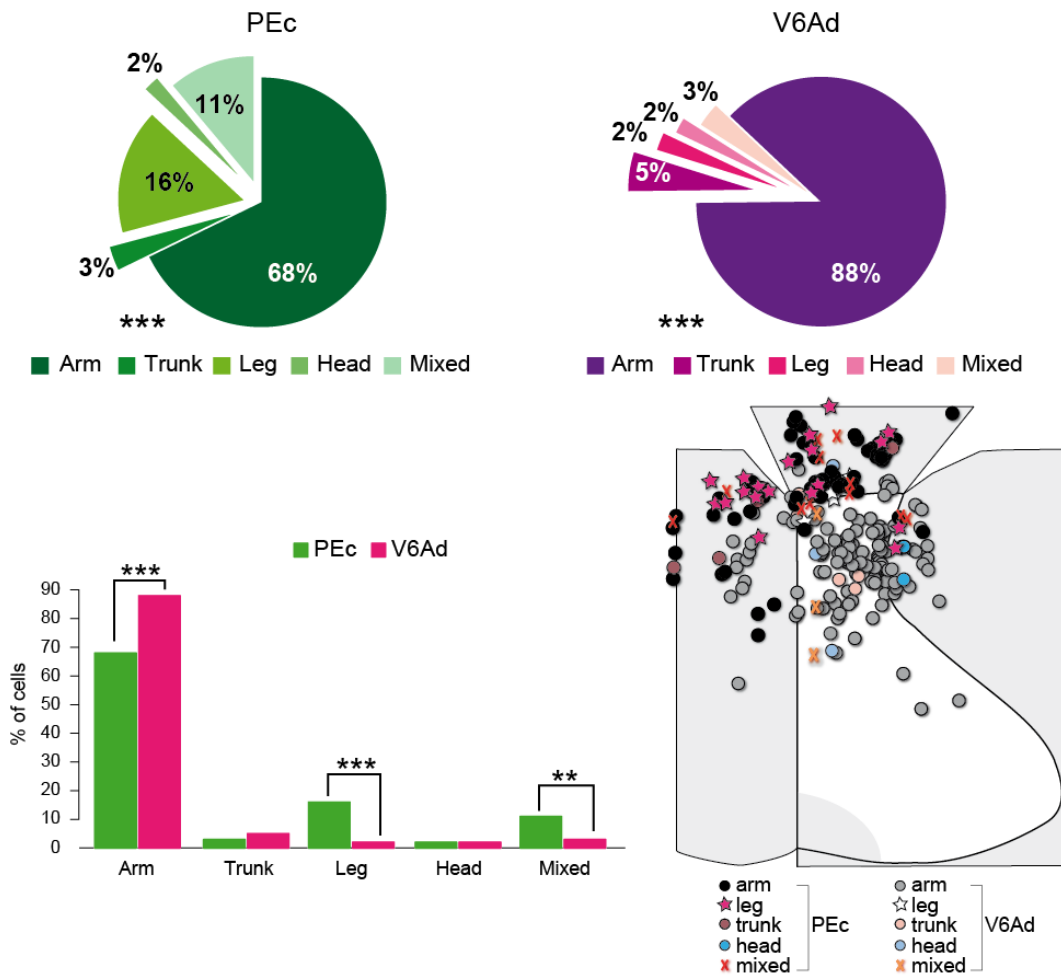 PEc
V6Ad
2%
11%
16%
3%
68%
***
3%
2%
2%
5%
88%
***
Arm Trunk Leg Head Mixed
Arm Trunk Leg Head Mixed
PEc V6Ad
% of cells
90
80
70
60
50
40
30
20
10
0
***
***
**
Arm Trunk Leg Head Mixed
arm
leg
trunk
head
mixed
PEc
arm
leg
trunk
head
mixed
V6Ad